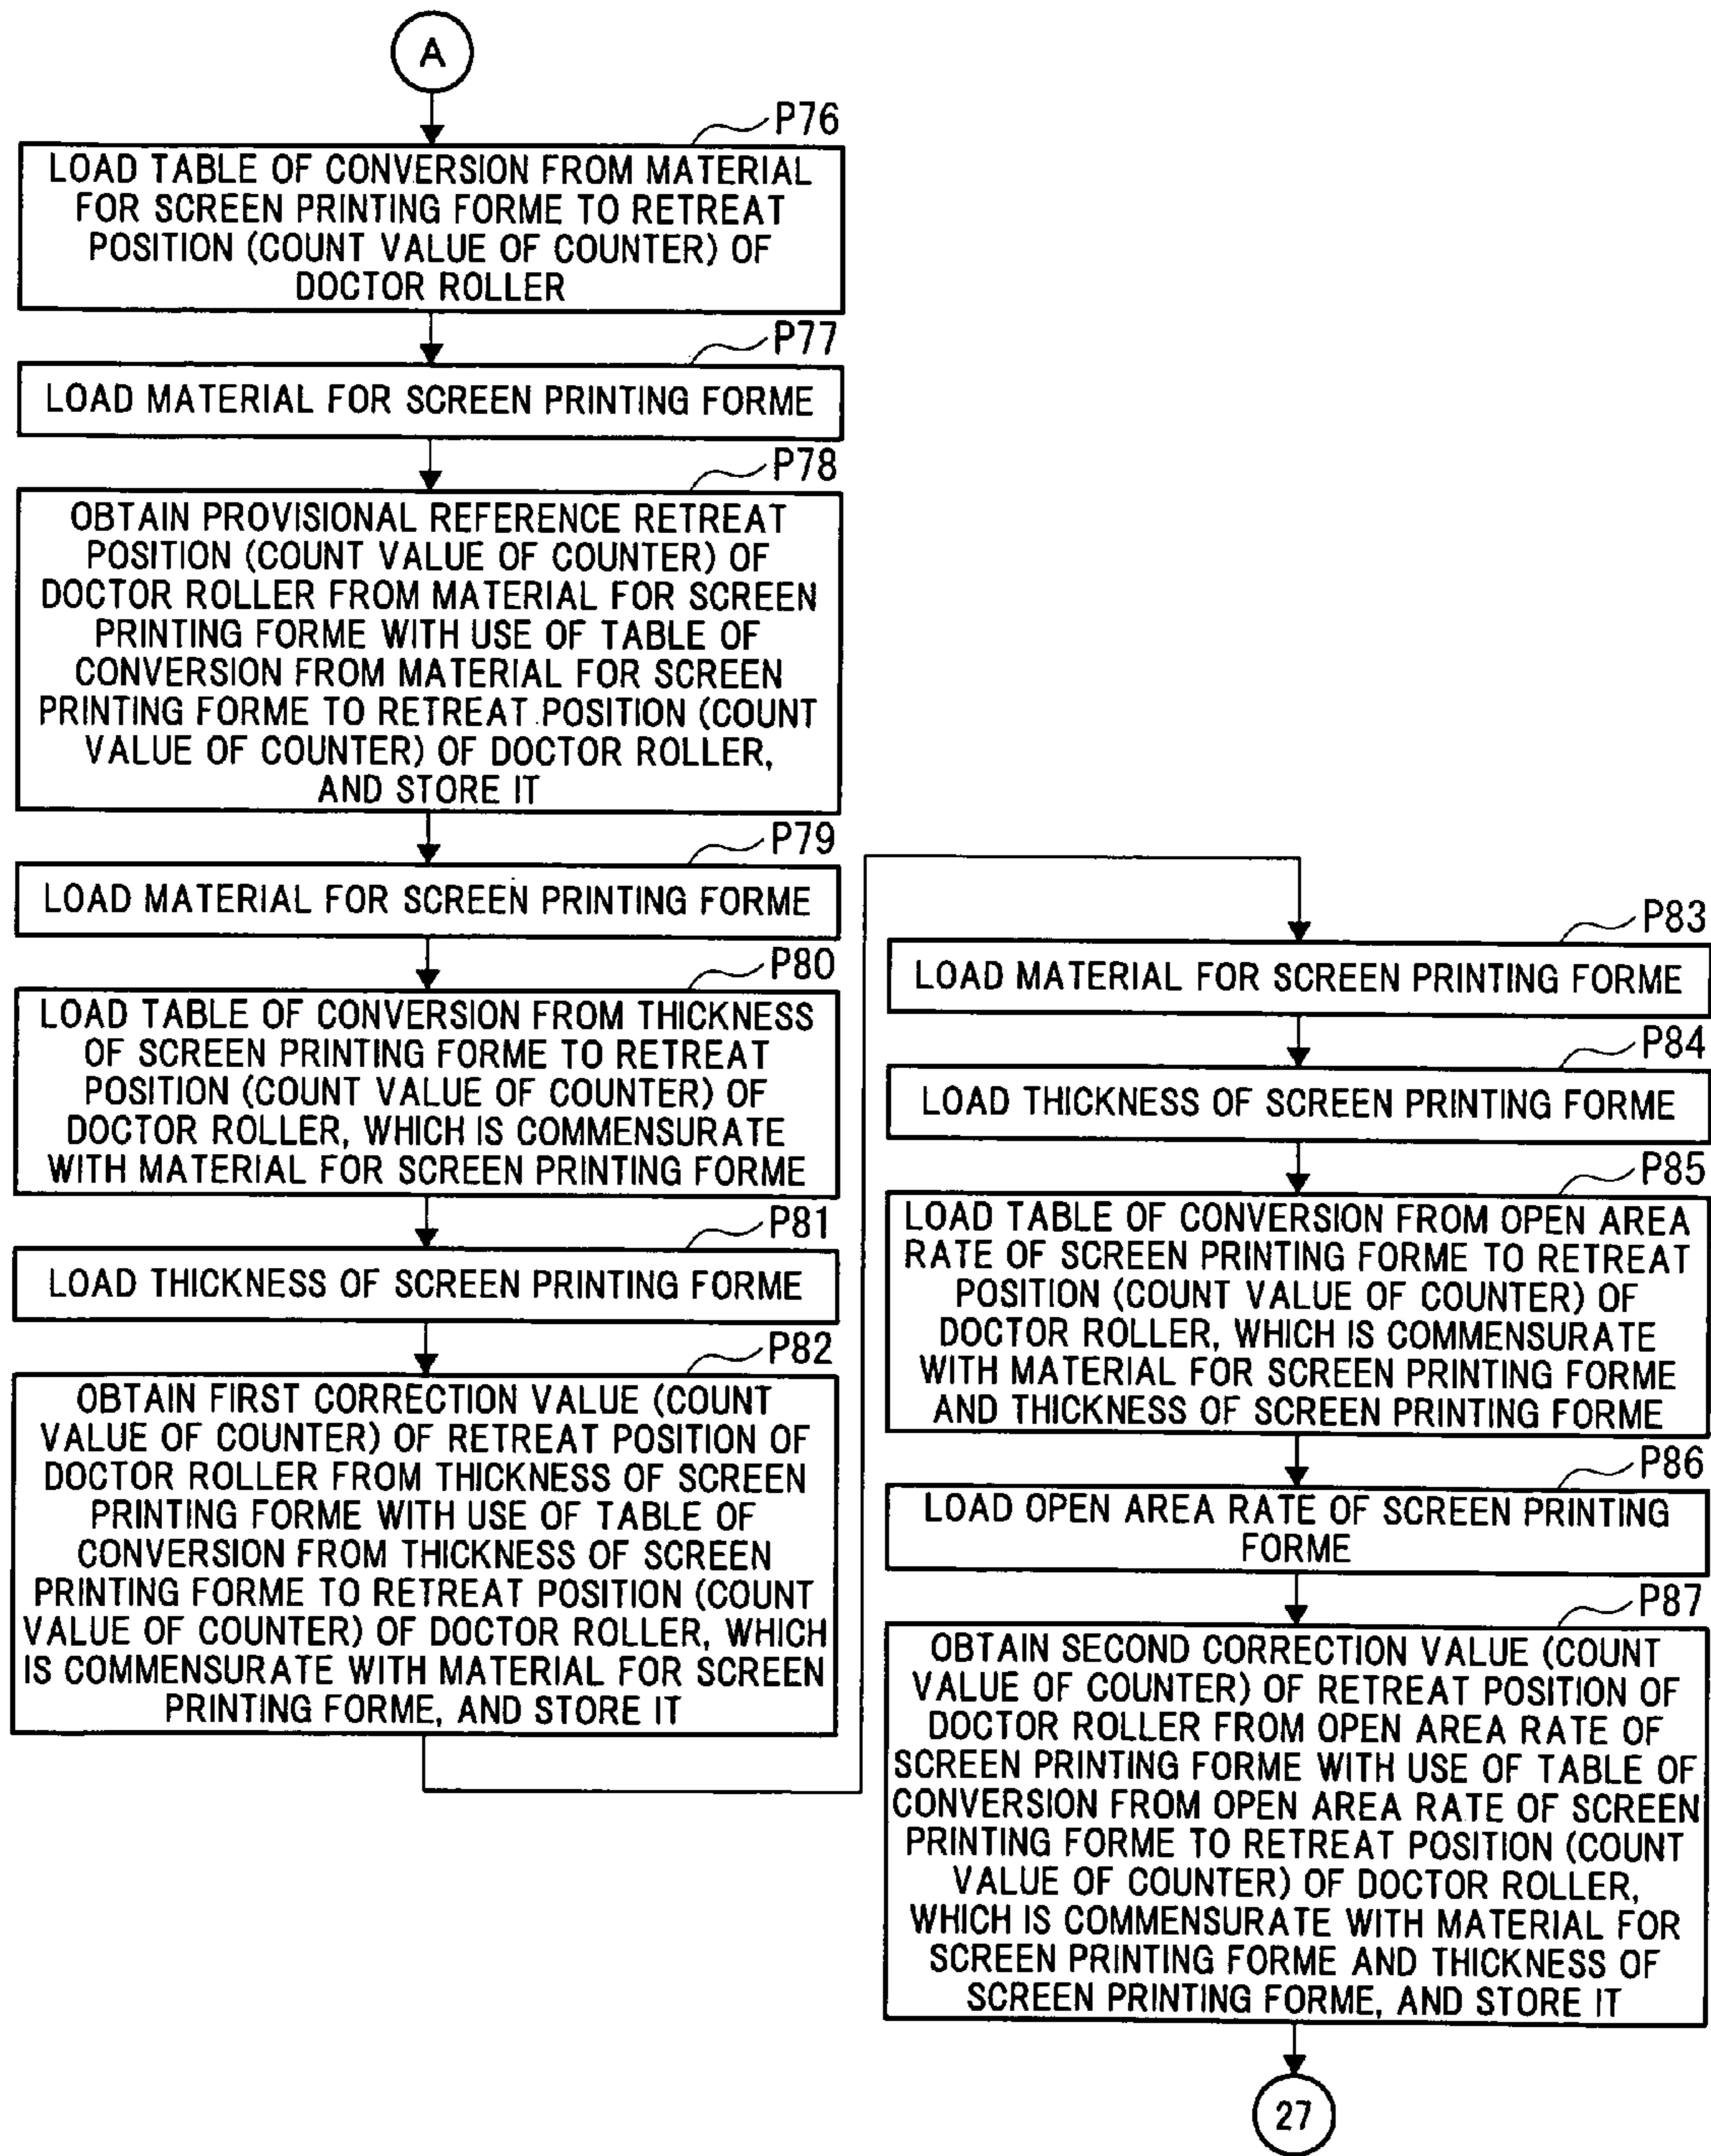 A
P76
LOAD TABLE OF CONVERSION FROM MATERIAL
FOR SCREEN PRINTING FORME TO RETREAT
POSITION (COUNT VALUE OF COUNTER) OF
DOCTOR ROLLER
P77
LOAD MATERIAL FOR SCREEN PRINTING FORME
P78
OBTAIN PROVISIONAL REFERENCE RETREAT
POSITION (COUNT VALUE OF COUNTER) OF
DOCTOR ROLLER FROM MATERIAL FOR SCREEN
PRINTING FORME WITH USE OF TABLE OF
CONVERSION FROM MATERIAL FOR SCREEN
PRINTING FORME TO RETREAT POSITION (COUNT
VALUE OF COUNTER) OF DOCTOR ROLLER,
AND STORE IT
P79
LOAD MATERIAL FOR SCREEN PRINTING FORME
P80
LOAD TABLE OF CONVERSION FROM THICKNESS
OF SCREEN PRINTING FORME TO RETREAT
POSITION (COUNT VALUE OF COUNTER) OF
DOCTOR ROLLER, WHICH IS COMMENSURATE
WITH MATERIAL FOR SCREEN PRINTING FORME
P81
LOAD THICKNESS OF SCREEN PRINTING FORME
P82
OBTAIN FIRST CORRECTION VALUE (COUNT
VALUE OF COUNTER) OF RETREAT POSITION OF
DOCTOR ROLLER FROM THICKNESS OF SCREEN
PRINTING FORME WITH USE OF TABLE OF
CONVERSION FROM THICKNESS OF SCREEN
PRINTING FORME TO RETREAT POSITION (COUNT
VALUE OF COUNTER) OF DOCTOR ROLLER, WHICH
IS COMMENSURATE WITH MATERIAL FOR SCREEN
PRINTING FORME, AND STORE IT
P83
LOAD MATERIAL FOR SCREEN PRINTING FORME
P84
LOAD THICKNESS OF SCREEN PRINTING FORME
P85
LOAD TABLE OF CONVERSION FROM OPEN AREA
RATE OF SCREEN PRINTING FORME TO RETREAT
POSITION (COUNT VALUE OF COUNTER) OF
DOCTOR ROLLER, WHICH IS COMMENSURATE
WITH MATERIAL FOR SCREEN PRINTING FORME
AND THICKNESS OF SCREEN PRINTING FORME
P86
LOAD OPEN AREA RATE OF SCREEN PRINTING
FORME
P87
OBTAIN SECOND CORRECTION VALUE (COUNT
VALUE OF COUNTER) OF RETREAT POSITION OF
DOCTOR ROLLER FROM OPEN AREA RATE OF
SCREEN PRINTING FORME WITH USE OF TABLE OF
CONVERSION FROM OPEN AREA RATE OF SCREEN
PRINTING FORME TO RETREAT POSITION (COUNT
VALUE OF COUNTER) OF DOCTOR ROLLER,
WHICH IS COMMENSURATE WITH MATERIAL FOR
SCREEN PRINTING FORME AND THICKNESS OF
SCREEN PRINTING FORME, AND STORE IT
27